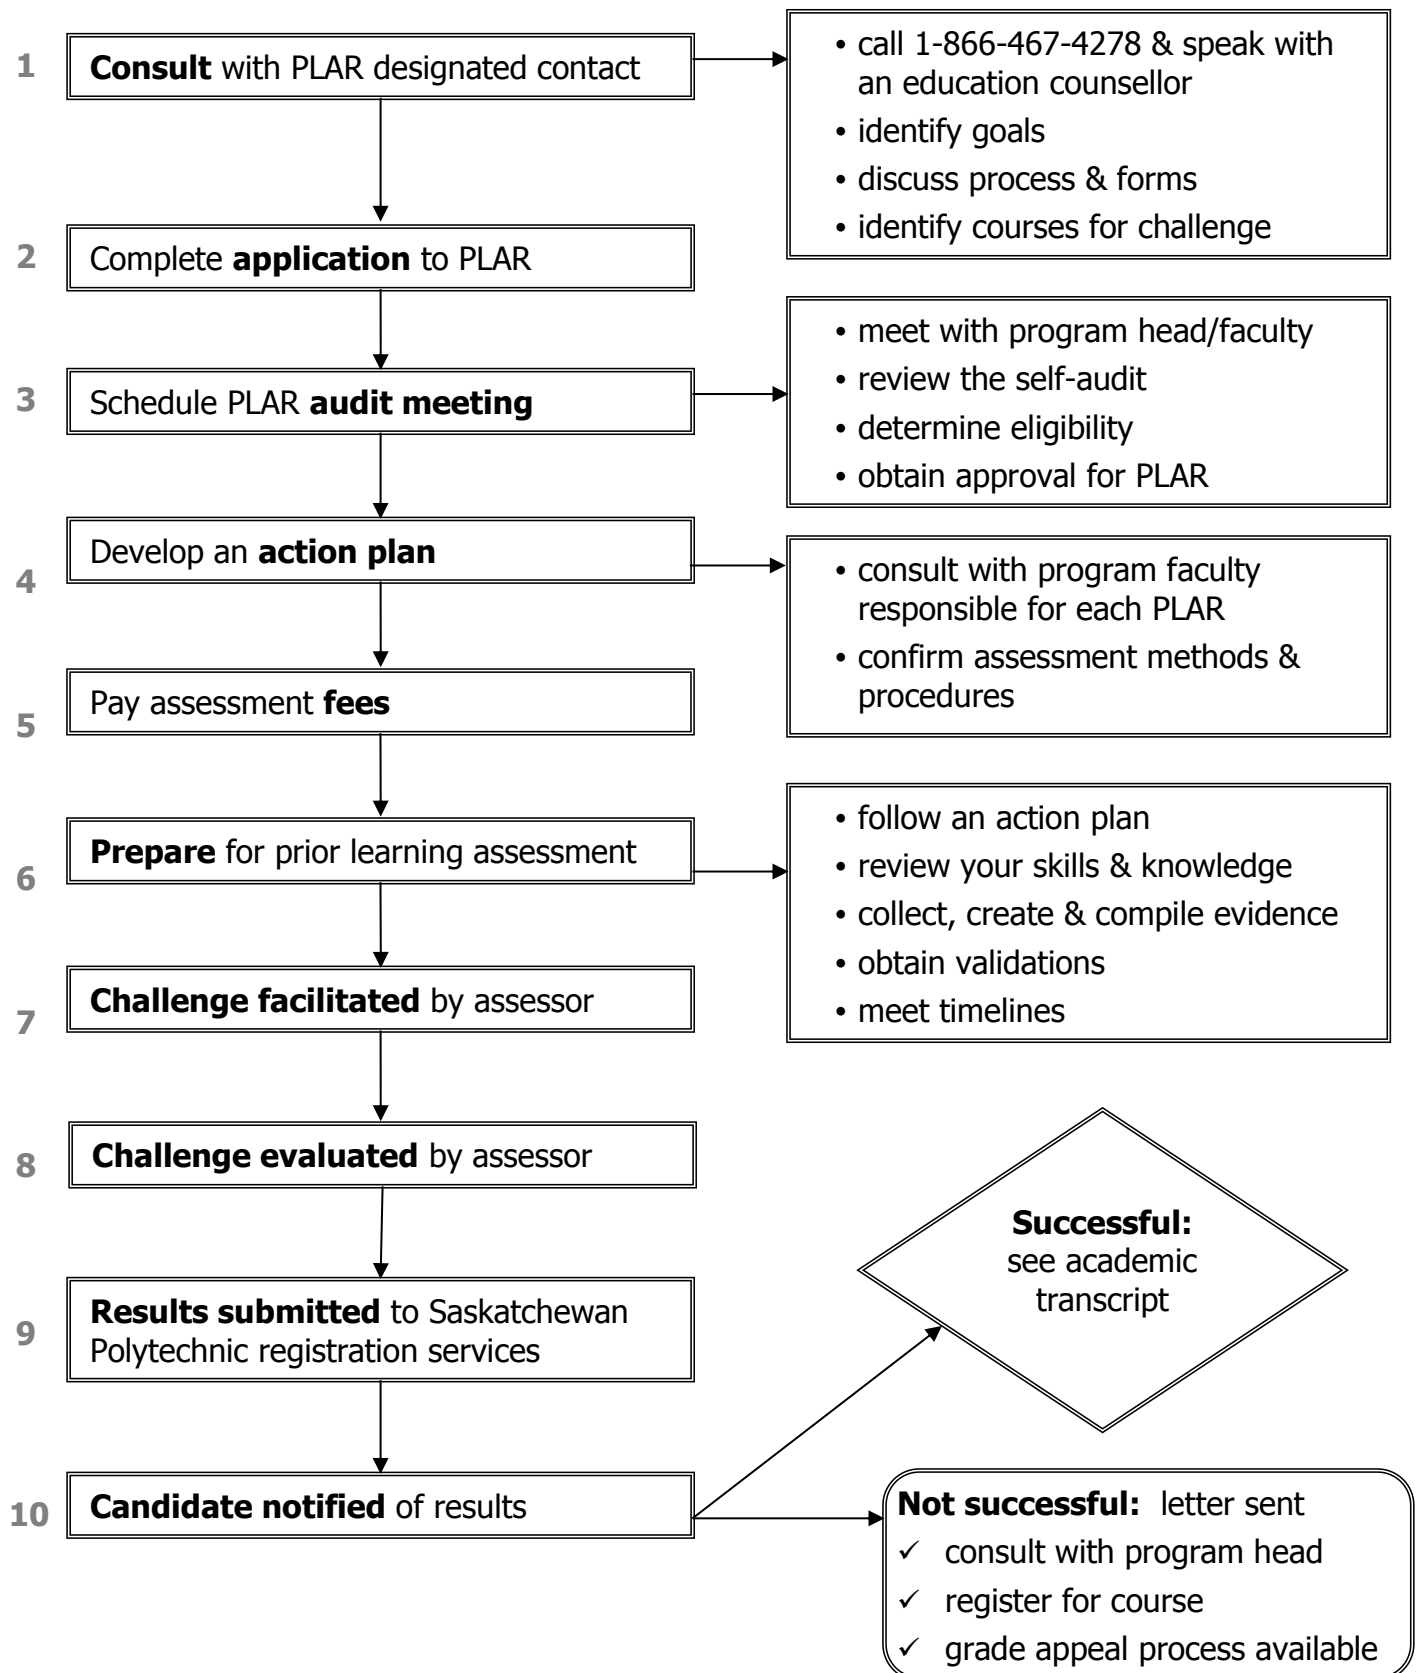 1
Consult with PLAR designated contact
• call 1-866-467-4278 & speak with
an education counsellor
• identify goals
• discuss process & forms
• identify courses for challenge
2
Complete application to PLAR
3
Schedule PLAR audit meeting
• meet with program head/faculty
• review the self-audit
• determine eligibility
• obtain approval for PLAR
4
Develop an action plan
• consult with program faculty
responsible for each PLAR
• confirm assessment methods &
procedures
5
Pay assessment fees
6
Prepare for prior learning assessment
• follow an action plan
• review your skills & knowledge
• collect, create & compile evidence
• obtain validations
• meet timelines
7
Challenge facilitated by assessor
8
Challenge evaluated by assessor
9
Results submitted to Saskatchewan
Polytechnic registration services
10
Candidate notified of results
Successful:
see academic
transcript
Not successful: letter sent
✓ consult with program head
✓ register for course
✓ grade appeal process available